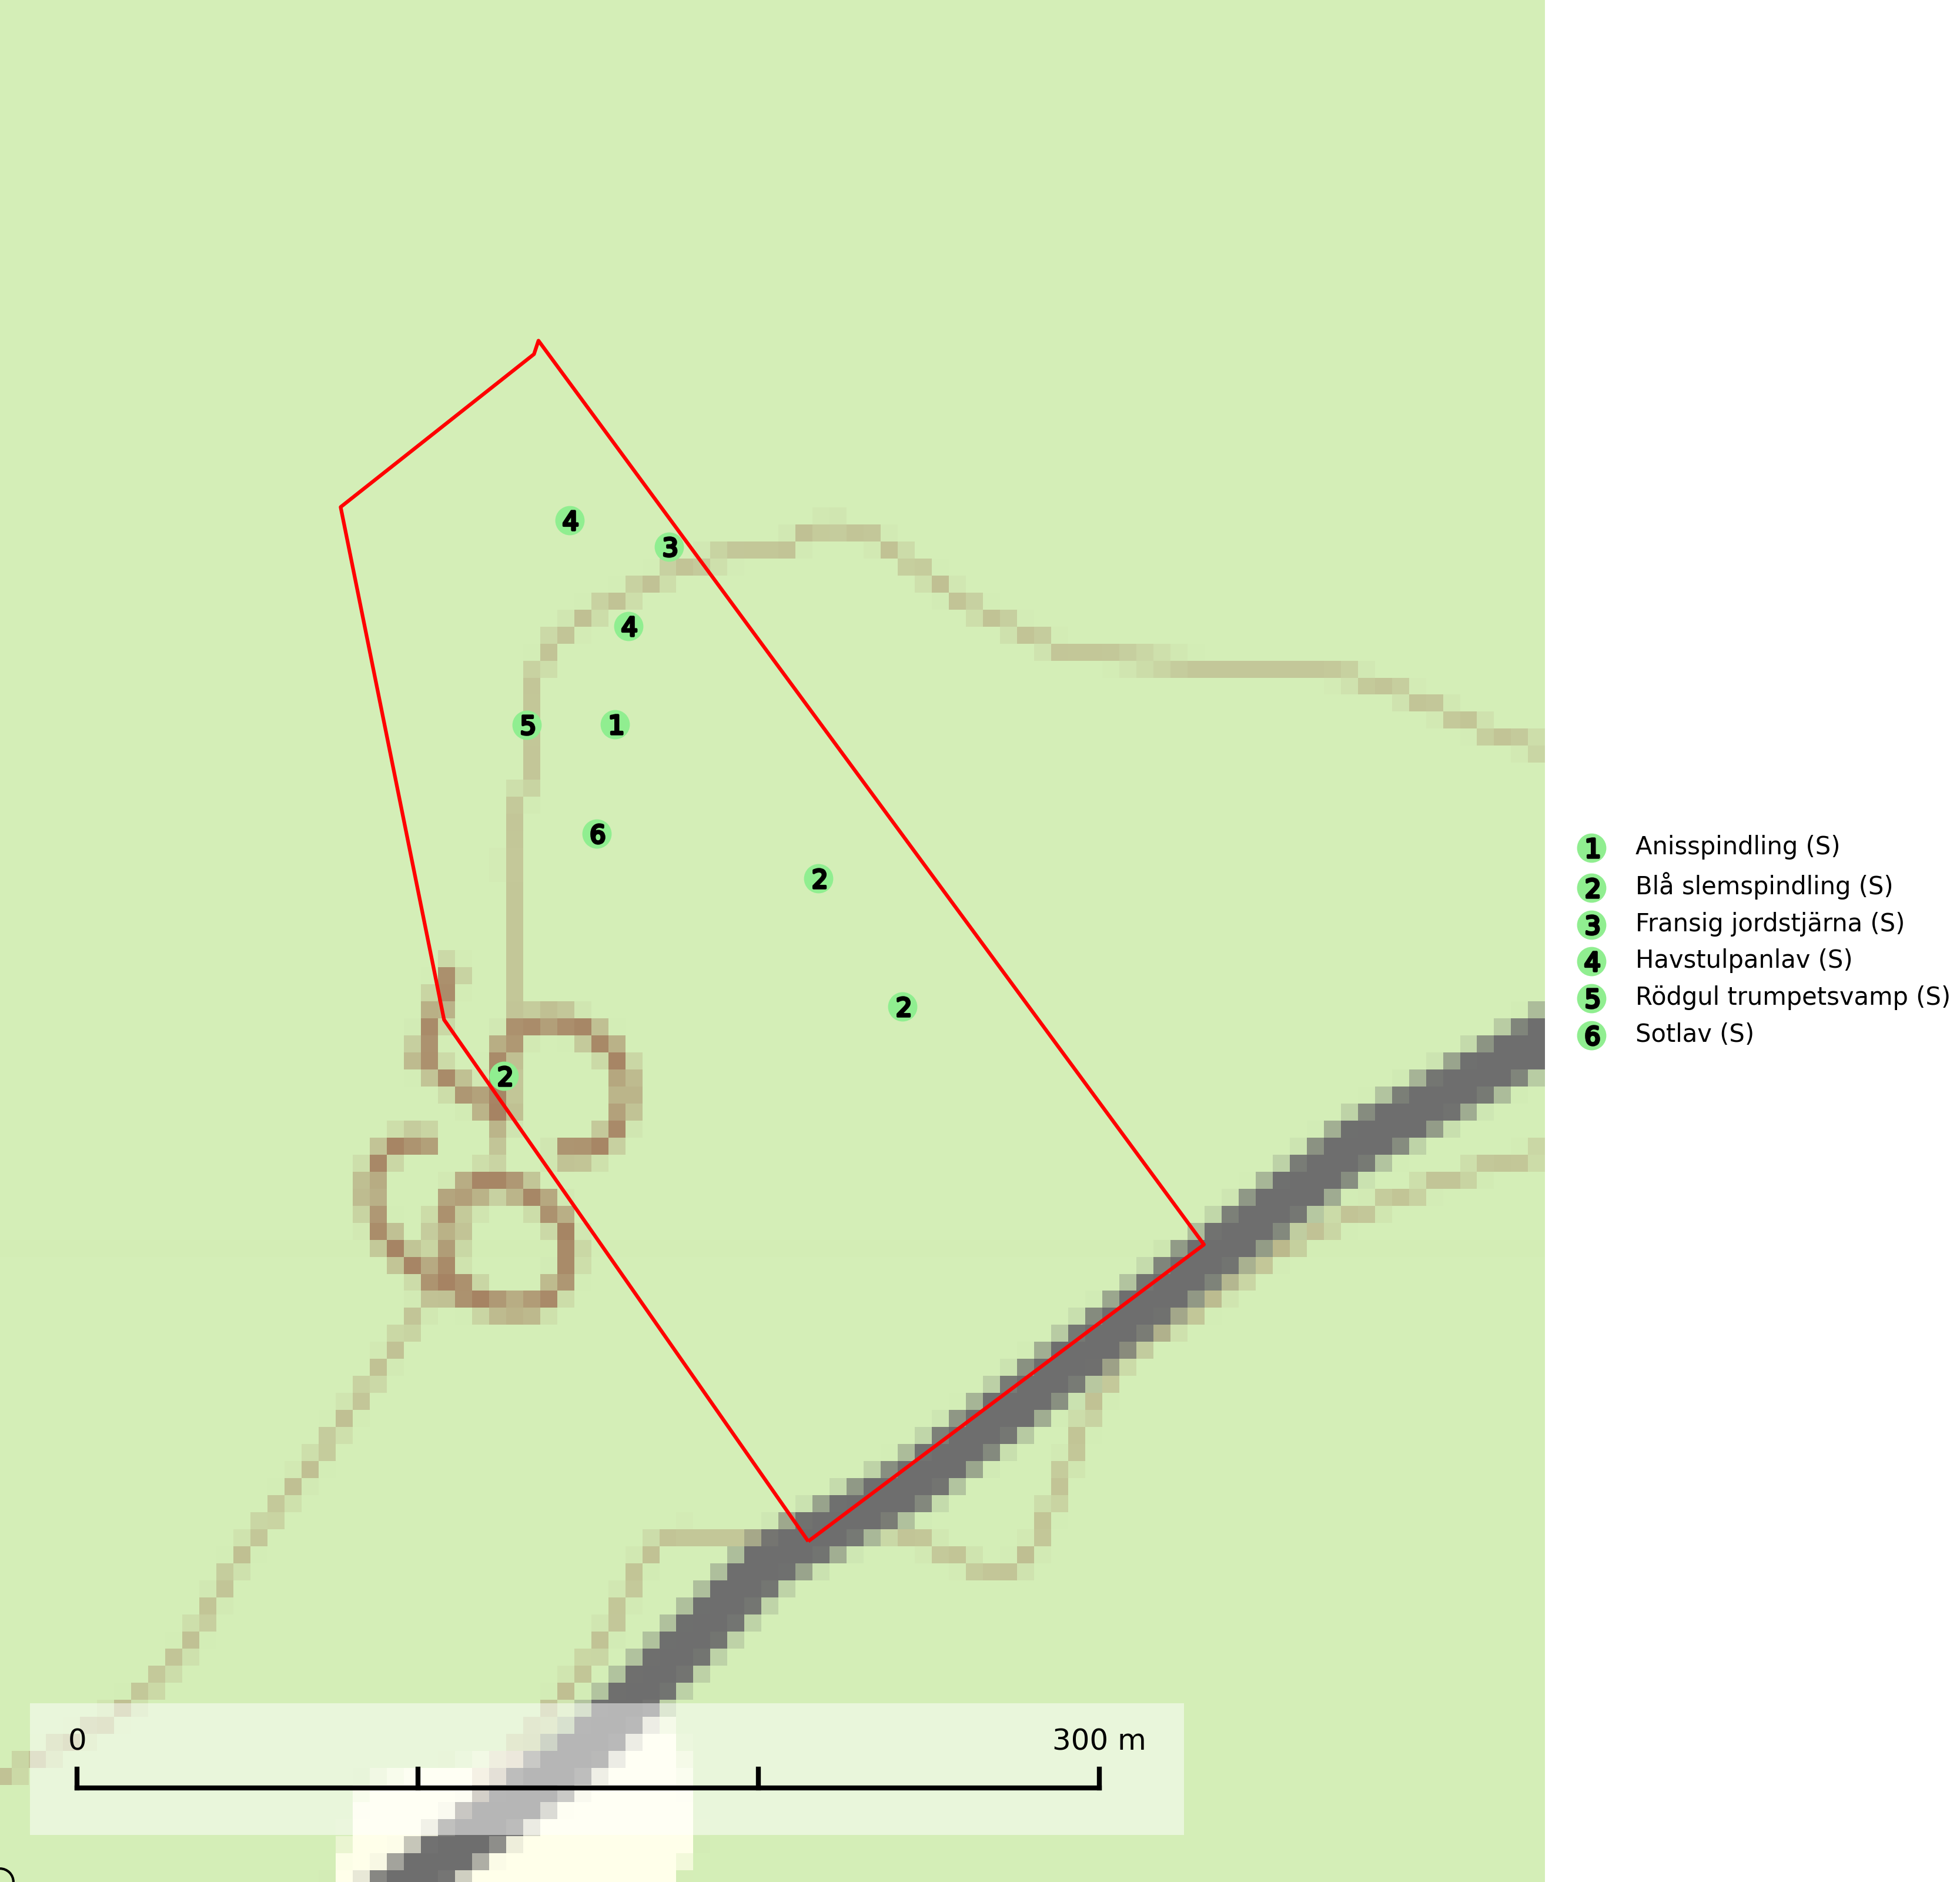 4
3
4
5 1
6
2
2
2
1 Anisspindling (S)
2 Blå slemspindling (S)
3 Fransig jordstjärna (S)
4 Havstulpanlav (S)
5 Rödgul trumpetsvamp (S)
6 Sotlav (S)
0 300 m